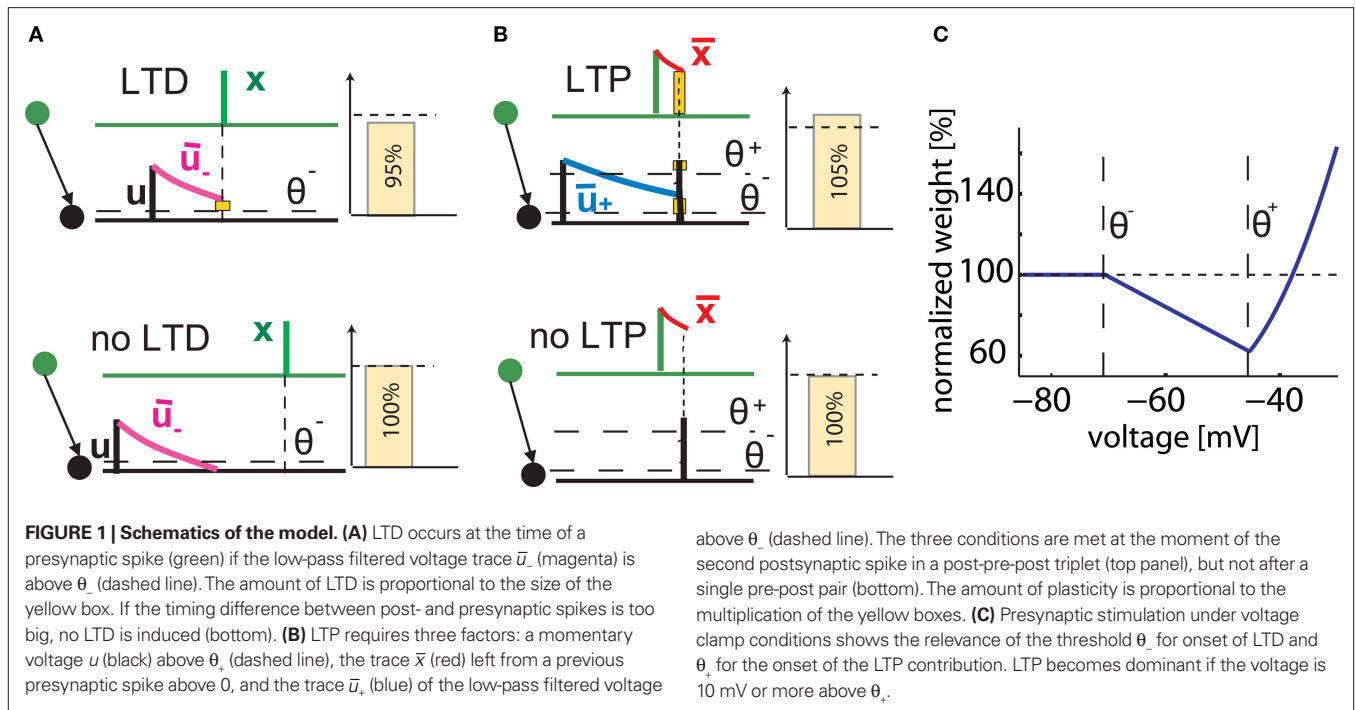 A
LTD
x
u
ū₋
θ⁻
95%
no LTD
x
u
ū₋
θ⁻
100%
B
LTP
x̄
θ⁺
θ⁻
ū₊
105%
no LTP
x̄
θ⁺
θ⁻
100%
C
normalized weight [%]
140
100
60
θ⁻
θ⁺
−80
−60
−40
voltage [mV]
FIGURE 1 | Schematics of the model. (A) LTD occurs at the time of a
presynaptic spike (green) if the low-pass filtered voltage trace ū₋ (magenta) is
above θ₋ (dashed line). The amount of LTD is proportional to the size of the
yellow box. If the timing difference between post- and presynaptic spikes is too
big, no LTD is induced (bottom). (B) LTP requires three factors: a momentary
voltage u (black) above θ₊ (dashed line), the trace x̄ (red) left from a previous
presynaptic spike above 0, and the trace ū₊ (blue) of the low-pass filtered voltage
above θ₋ (dashed line). The three conditions are met at the moment of the
second postsynaptic spike in a post-pre-post triplet (top panel), but not after a
single pre-post pair (bottom). The amount of plasticity is proportional to the
multiplication of the yellow boxes. (C) Presynaptic stimulation under voltage
clamp conditions shows the relevance of the threshold θ₋ for onset of LTD and
θ₊ for the onset of the LTP contribution. LTP becomes dominant if the voltage is
10 mV or more above θ₊.